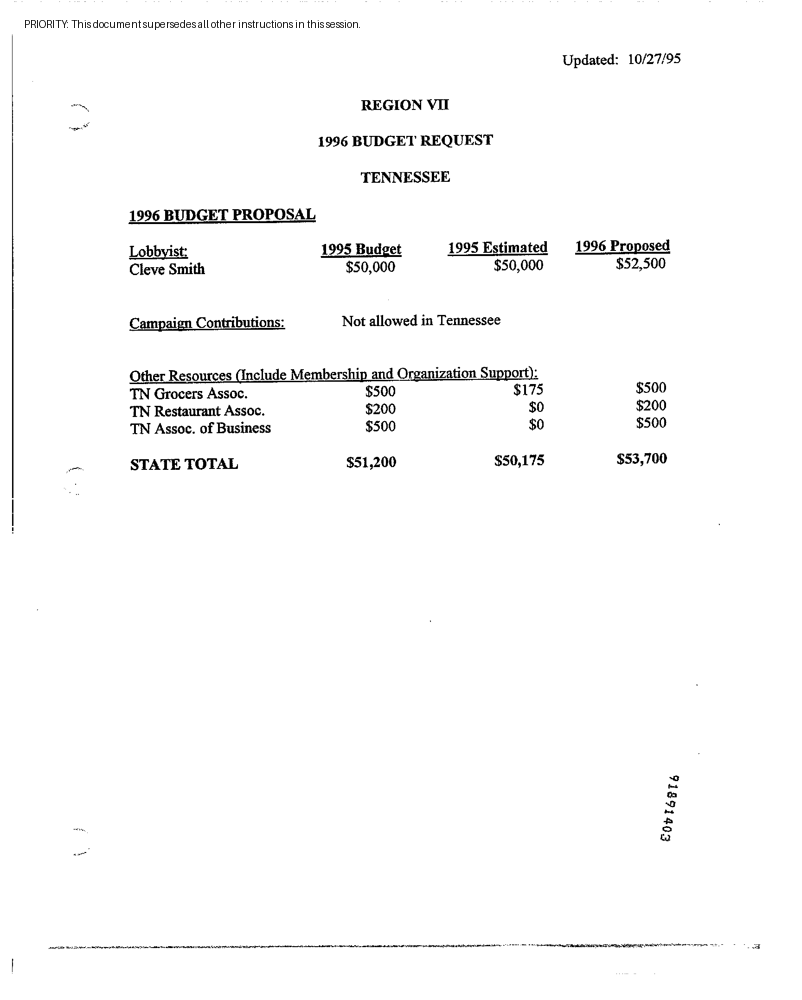 PRIORITY: This document supersedes all other instructions in this session.
Updated: 10/27/95
REGION VII
1996 BUDGET REQUEST
TENNESSEE
1996 BUDGET PROPOSAL
Lobbyist: 1995 Budget 1995 Estimated 1996 Proposed
Cleve Smith $50,000 $50,000 $52,500
Campaign Contributions: Not allowed in Tennessee
Other Resources (Include Membership and Organization Support):
TN Grocers Assoc. $500 $175 $500
TN Restaurant Assoc. $200 $0 $200
TN Assoc. of Business $500 $0 $500
STATE TOTAL $51,200 $50,175 $53,700
91891403